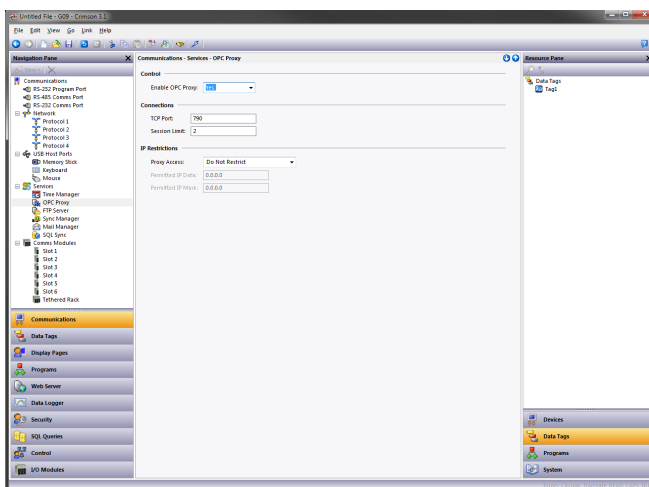 Untitled File - G09 - Crimson 3.1
File Edit View Go Link Help
Navigation Pane
Communications - Services - OPC Proxy
Resource Pane
New
Communications
RS-232 Program Port
RS-485 Comms Port
RS-232 Comms Port
Network
Protocol 1
Protocol 2
Protocol 3
Protocol 4
USB Host Ports
Memory Stick
Keyboard
Mouse
Services
Time Manager
OPC Proxy
FTP Server
Sync Manager
Mail Manager
SQL Sync
Comms Modules
Slot 1
Slot 2
Slot 3
Slot 4
Slot 5
Slot 6
Tethered Rack
Communications
Data Tags
Display Pages
Programs
Web Server
Data Logger
Security
SQL Queries
Control
I/O Modules
Control
Enable OPC Proxy: Yes
Connections
TCP Port: 790
Session Limit: 2
IP Restrictions
Proxy Access: Do Not Restrict
Permitted IP Data: 0.0.0.0
Permitted IP Mask: 0.0.0.0
Data Tags
Tag1
Devices
Data Tags
Programs
System